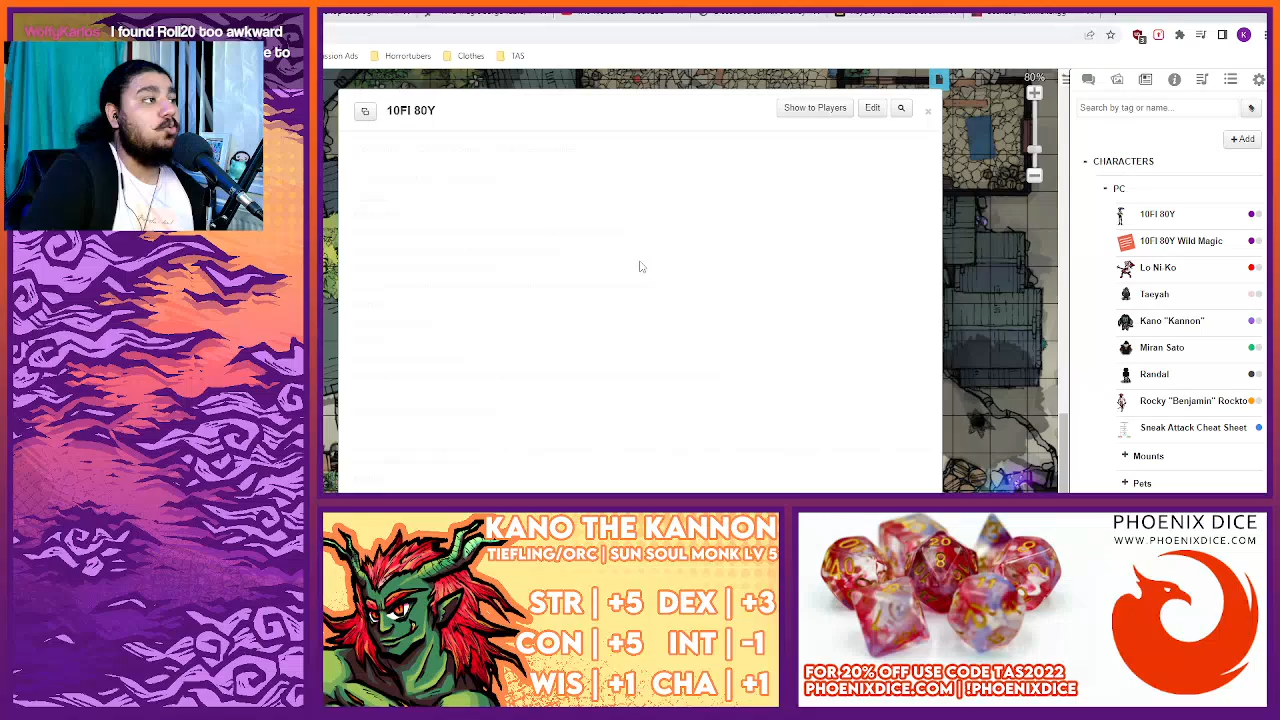 WolfyKarlos - I found Roll20 too awkward
e to
ssion Ads
Horrortubers
Clothes
TAS
3
K
80%
10FI 80Y
Show to Players
Edit
Search by tag or name...
+ Add
CHARACTERS
PC
10FI 80Y
10FI 80Y Wild Magic
Lo Ni Ko
Taeyah
Kano "Kannon"
Miran Sato
Randal
Rocky "Benjamin" Rockto
Sneak Attack Cheat Sheet
Mounts
Pets
KANO THE KANNON
TIEFLING/ORC | SUN SOUL MONK LV 5
STR | +5 DEX | +3
CON | +5 INT | -1
WIS | +1 CHA | +1
PHOENIX DICE
WWW.PHOENIXDICE.COM
FOR 20% OFF USE CODE TAS2022
PHOENIXDICE.COM | !PHOENIXDICE